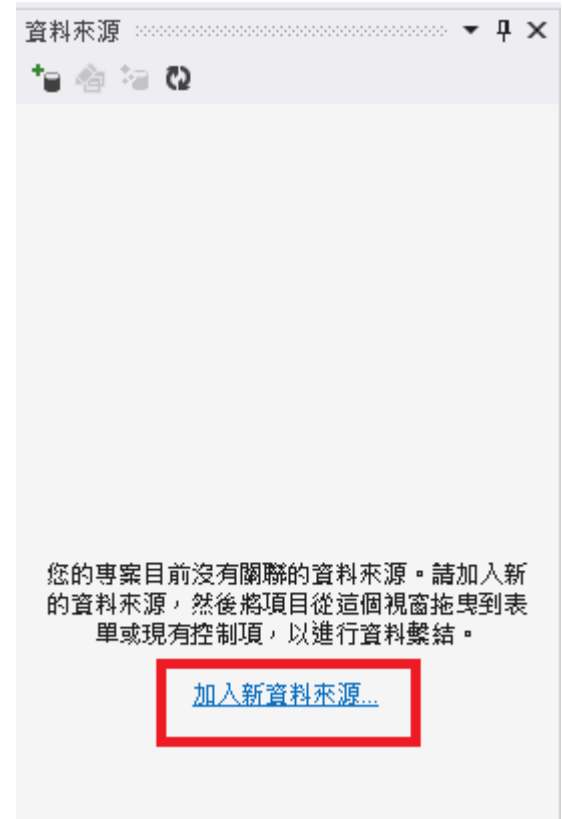 資料來源
您的專案目前沒有關聯的資料來源。請加入新
的資料來源，然後將項目從這個視窗拖曳到表
單或現有控制項，以進行資料繫結。
加入新資料來源...